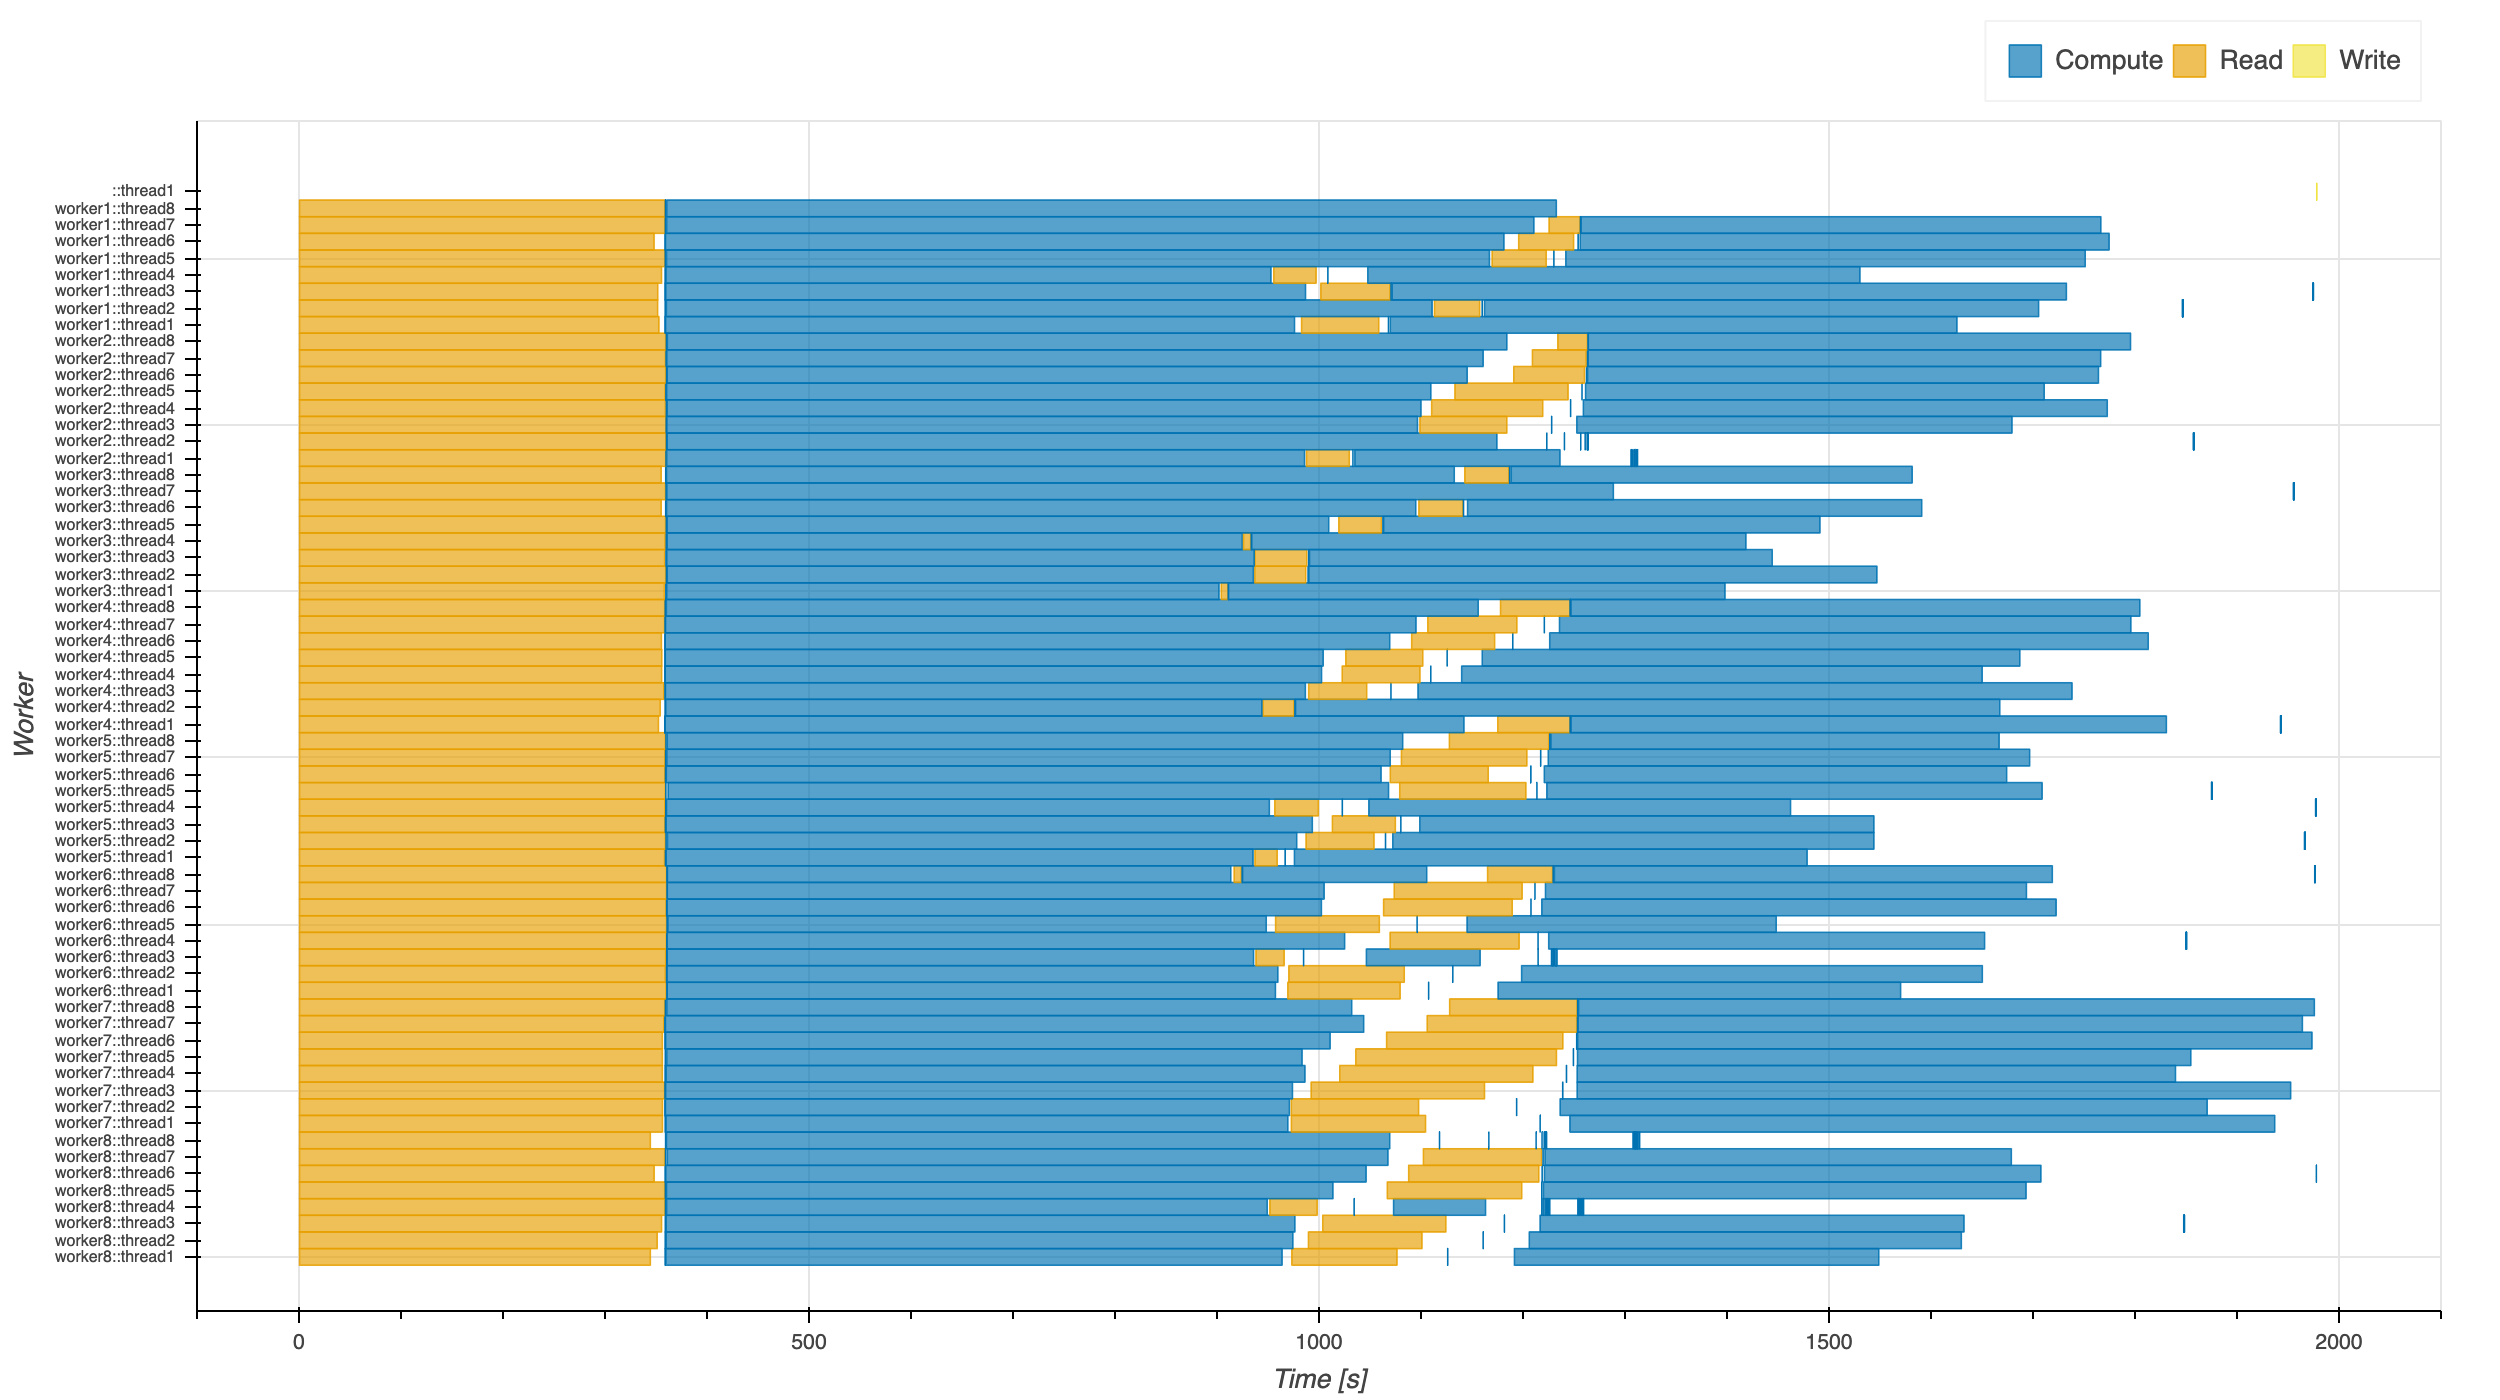 Compute Read Write
::thread1
worker1::thread8
worker1::thread7
worker1::thread6
worker1::thread5
worker1::thread4
worker1::thread3
worker1::thread2
worker1::thread1
worker2::thread8
worker2::thread7
worker2::thread6
worker2::thread5
worker2::thread4
worker2::thread3
worker2::thread2
worker2::thread1
worker3::thread8
worker3::thread7
worker3::thread6
worker3::thread5
worker3::thread4
worker3::thread3
worker3::thread2
worker3::thread1
worker4::thread8
worker4::thread7
worker4::thread6
worker4::thread5
worker4::thread4
worker4::thread3
worker4::thread2
worker4::thread1
worker5::thread8
worker5::thread7
worker5::thread6
worker5::thread5
worker5::thread4
worker5::thread3
worker5::thread2
worker5::thread1
worker6::thread8
worker6::thread7
worker6::thread6
worker6::thread5
worker6::thread4
worker6::thread3
worker6::thread2
worker6::thread1
worker7::thread8
worker7::thread7
worker7::thread6
worker7::thread5
worker7::thread4
worker7::thread3
worker7::thread2
worker7::thread1
worker8::thread8
worker8::thread7
worker8::thread6
worker8::thread5
worker8::thread4
worker8::thread3
worker8::thread2
worker8::thread1
Worker
0 500 1000 1500 2000
Time [s]